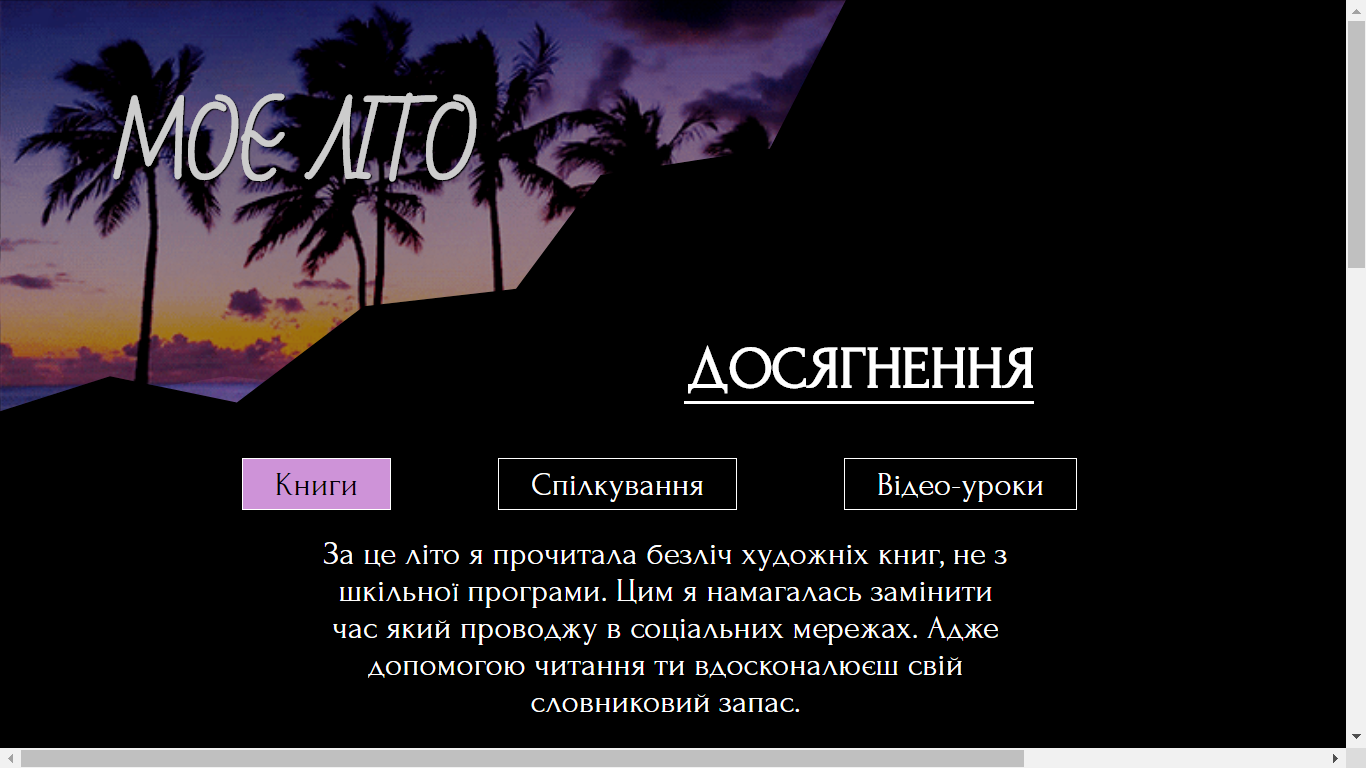 МОЄ ЛІТО
ДОСЯГНЕННЯ
Книги
Спілкування
Відео-уроки
За це літо я прочитала безліч художніх книг, не з
шкільної програми. Цим я намагалась замінити
час який проводжу в соціальних мережах. Адже
допомогою читання ти вдосконалюєш свій
словниковий запас.